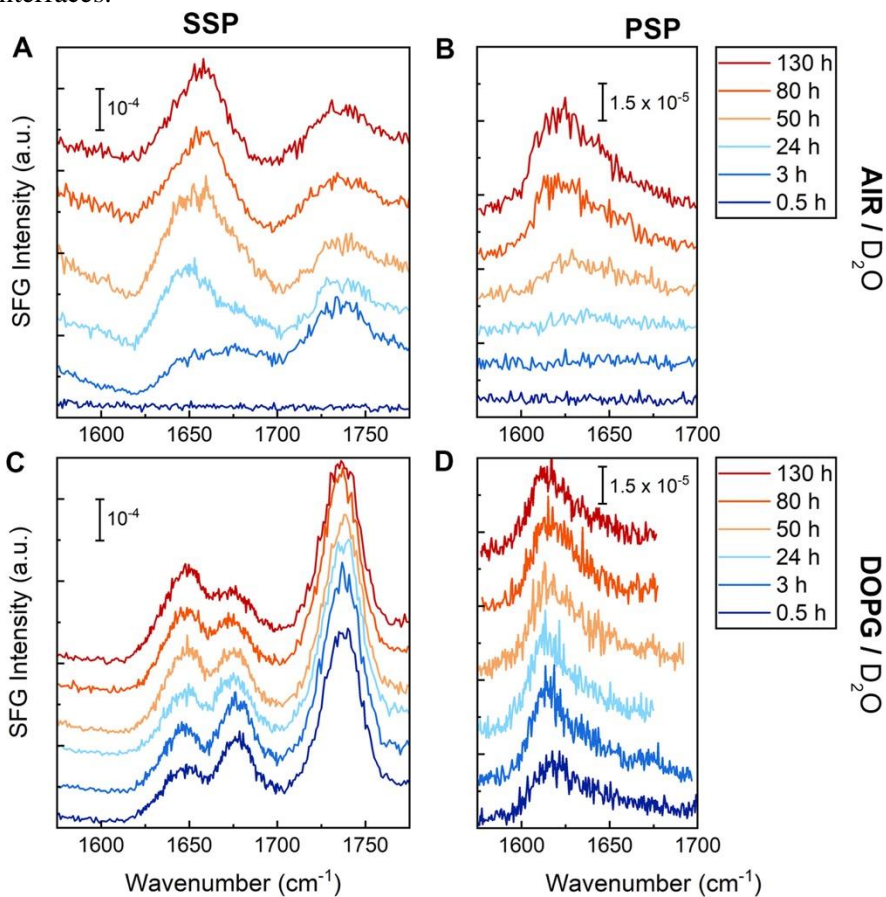 SSP
PSP
A
10⁻⁴
B
1.5 x 10⁻⁵
130 h
80 h
50 h
24 h
3 h
0.5 h
AIR / D₂O
SFG Intensity (a.u.)
1600 1650 1700 1750
1600 1650 1700
C
10⁻⁴
D
1.5 x 10⁻⁵
130 h
80 h
50 h
24 h
3 h
0.5 h
DOPG / D₂O
SFG Intensity (a.u.)
1600 1650 1700 1750
1600 1650 1700
Wavenumber (cm⁻¹)
Wavenumber (cm⁻¹)